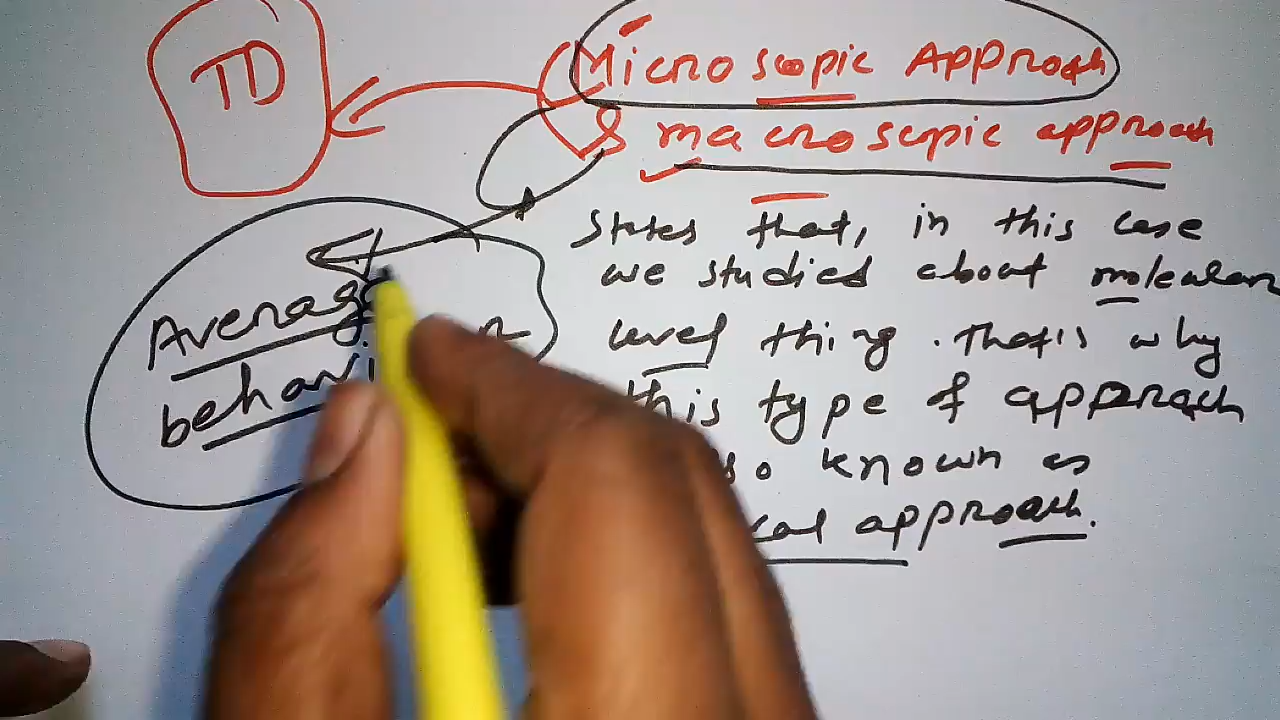 TD
Microscopic Approach
& macroscopic approach
States that, in this case
we studied about molecular
level thing. That's why
this type of approach
known as
approach.
Average
behavi